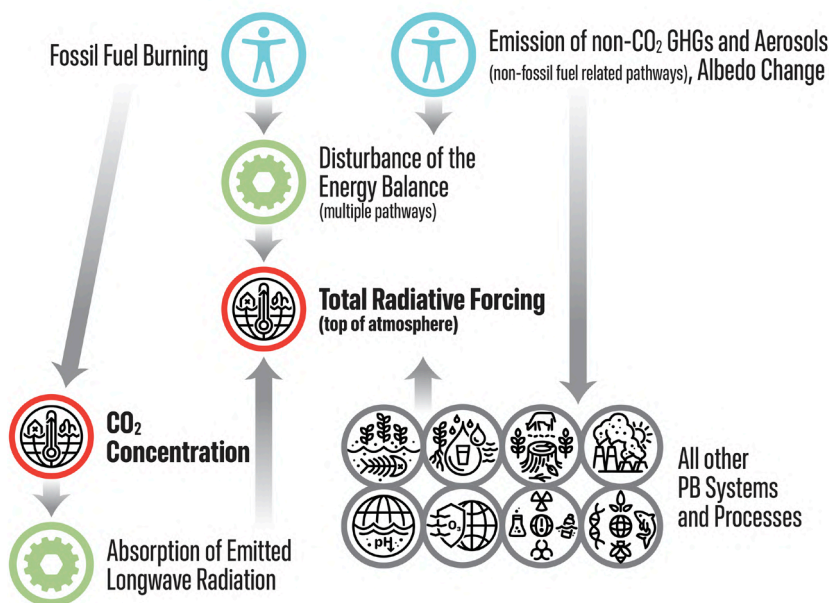 Fossil Fuel Burning
Emission of non-CO₂ GHGs and Aerosols
(non-fossil fuel related pathways), Albedo Change
Disturbance of the
Energy Balance
(multiple pathways)
Total Radiative Forcing
(top of atmosphere)
CO₂
Concentration
All other
PB Systems
and Processes
pH
O₃
Absorption of Emitted
Longwave Radiation